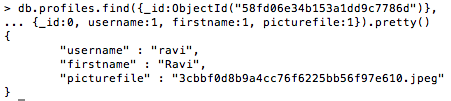 > db.profiles.find({_id:ObjectId("58fd06e34b153a1dd9c7786d")},
... {_id:0, username:1, firstname:1, picturefile:1}).pretty()
{
        "username" : "ravi",
        "firstname" : "Ravi",
        "picturefile" : "3cbbf0d8b9a4cc76f6225bb56f97e610.jpeg"
}